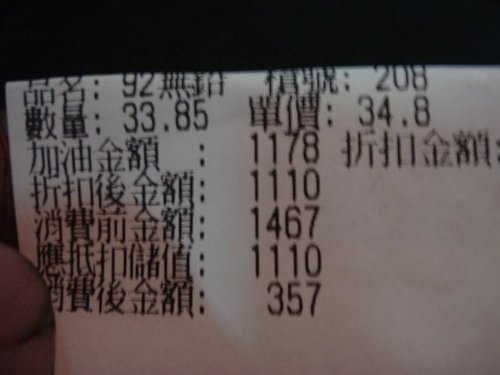 品名: 92無鉛 槍號: 208
數量: 33.85 單價: 34.8
加油金額 : 1178 折扣金額:
折扣後金額: 1110
消費前金額: 1467
應抵扣儲值: 1110
消費後金額: 357